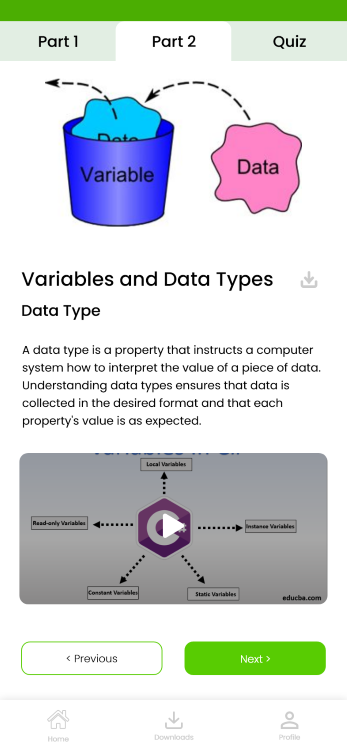 Part 1
Part 2
Quiz
Data
Variable
Data
Variables and Data Types
Data Type
A data type is a property that instructs a computer
system how to interpret the value of a piece of data.
Understanding data types ensures that data is
collected in the desired format and that each
property's value is as expected.
Local Variables
Read-only Variables
Instance Variables
Constant Variables
Static Variables
educba.com
< Previous
Next >
Home
Downloads
Profile